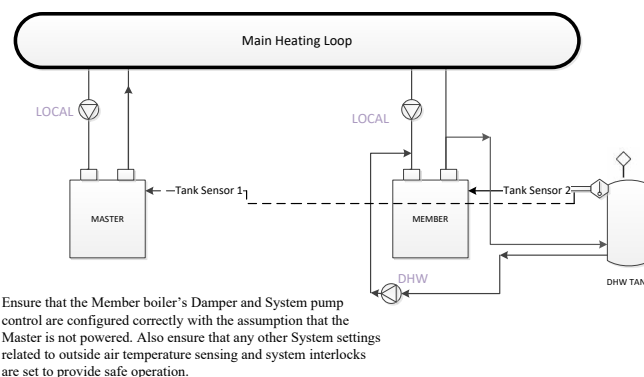 Main Heating Loop
LOCAL
LOCAL
Tank Sensor 1
Tank Sensor 2
MASTER
MEMBER
DHW TAN
DHW
Ensure that the Member boiler's Damper and System pump
control are configured correctly with the assumption that the
Master is not powered. Also ensure that any other System settings
related to outside air temperature sensing and system interlocks
are set to provide safe operation.